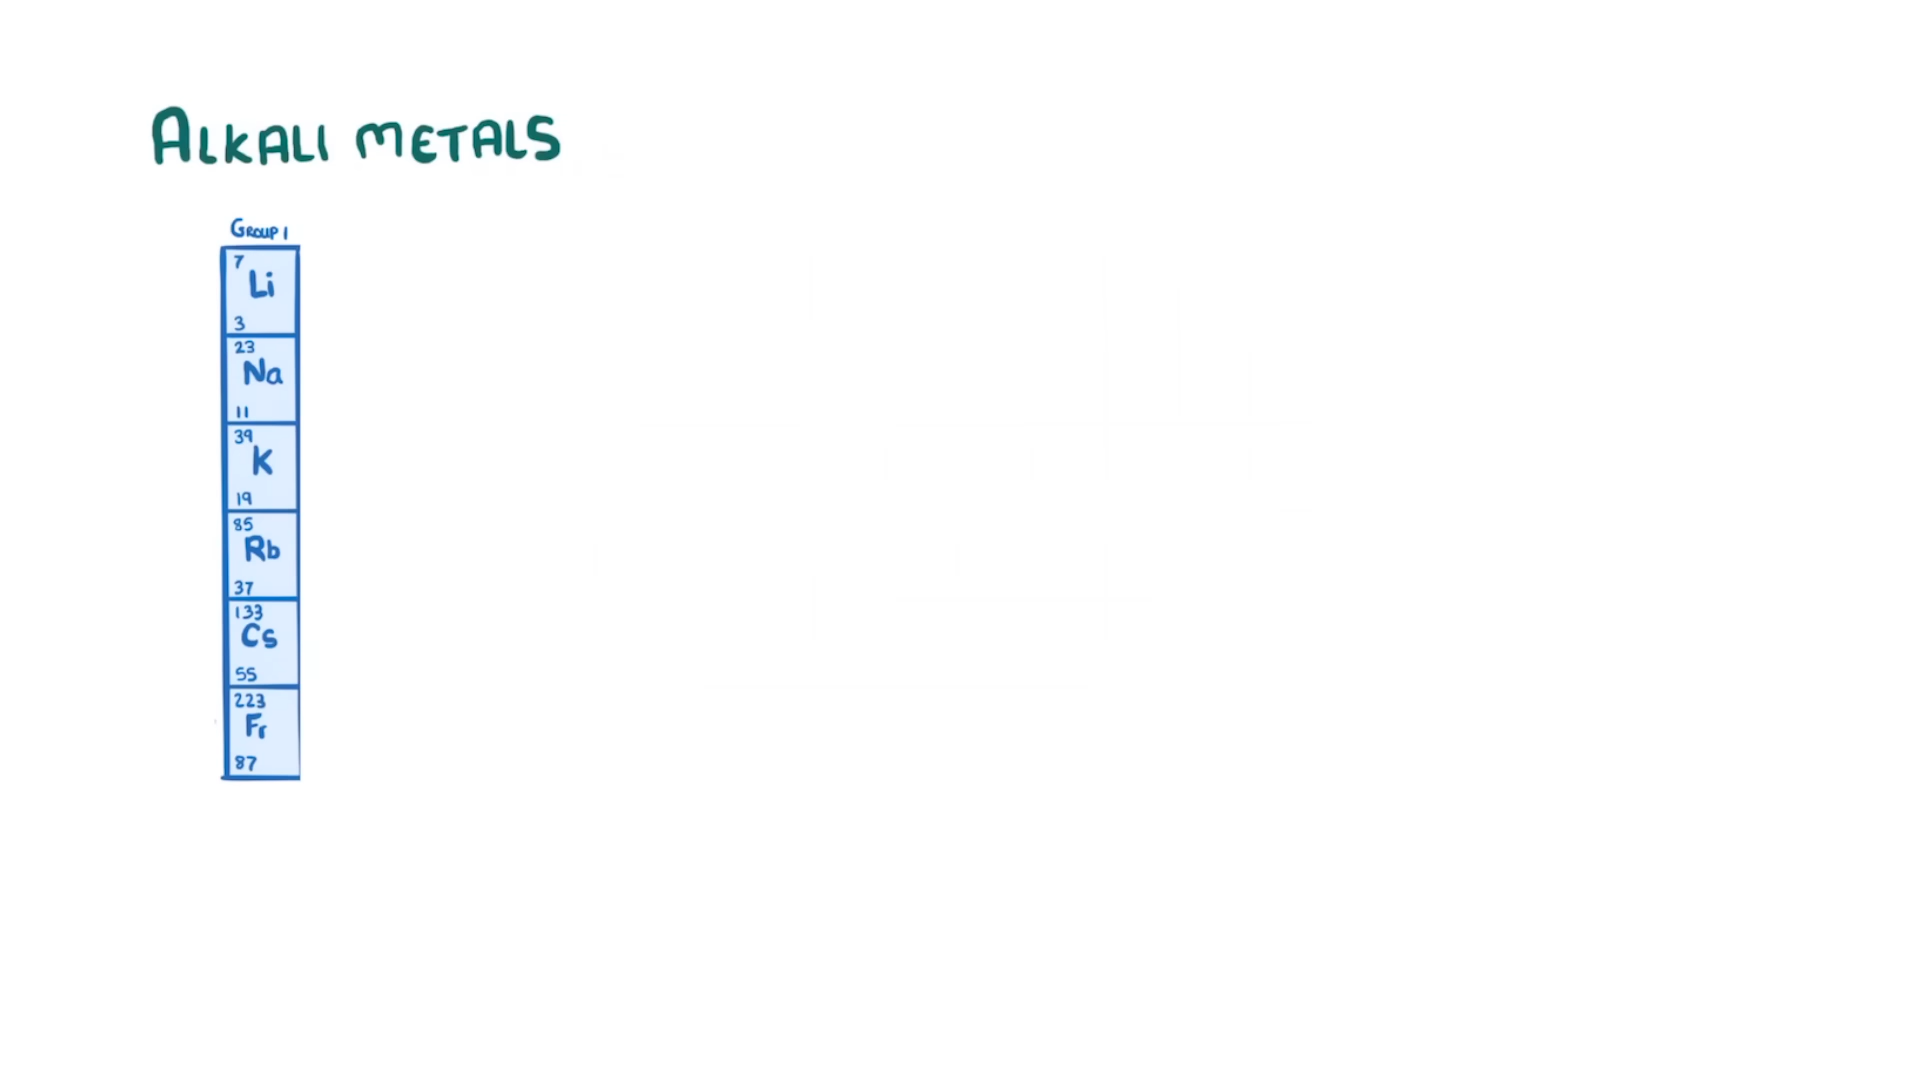 ALKALI METALS
GROUP 1
7
Li
3
23
Na
11
39
K
19
85
Rb
37
133
Cs
55
223
Fr
87